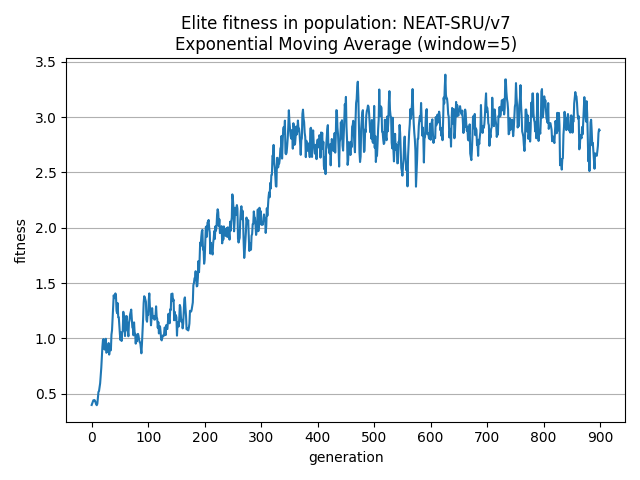 Elite fitness in population: NEAT-SRU/v7
Exponential Moving Average (window=5)
3.5
3.0
2.5
2.0
1.5
1.0
0.5
fitness
0 100 200 300 400 500 600 700 800 900
generation